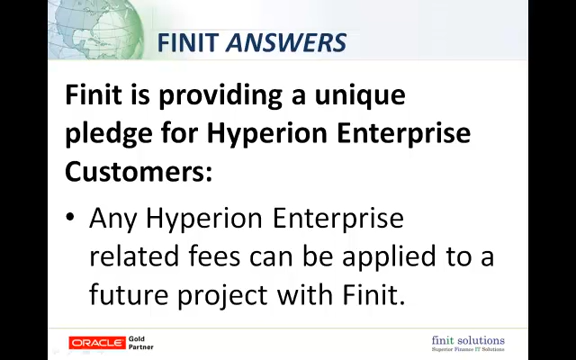 FINIT ANSWERS
Finit is providing a unique
pledge for Hyperion Enterprise
Customers:
• Any Hyperion Enterprise
related fees can be applied to a
future project with Finit.
ORACLE Gold
Partner
finit solutions
Superior Finance IT Solutions